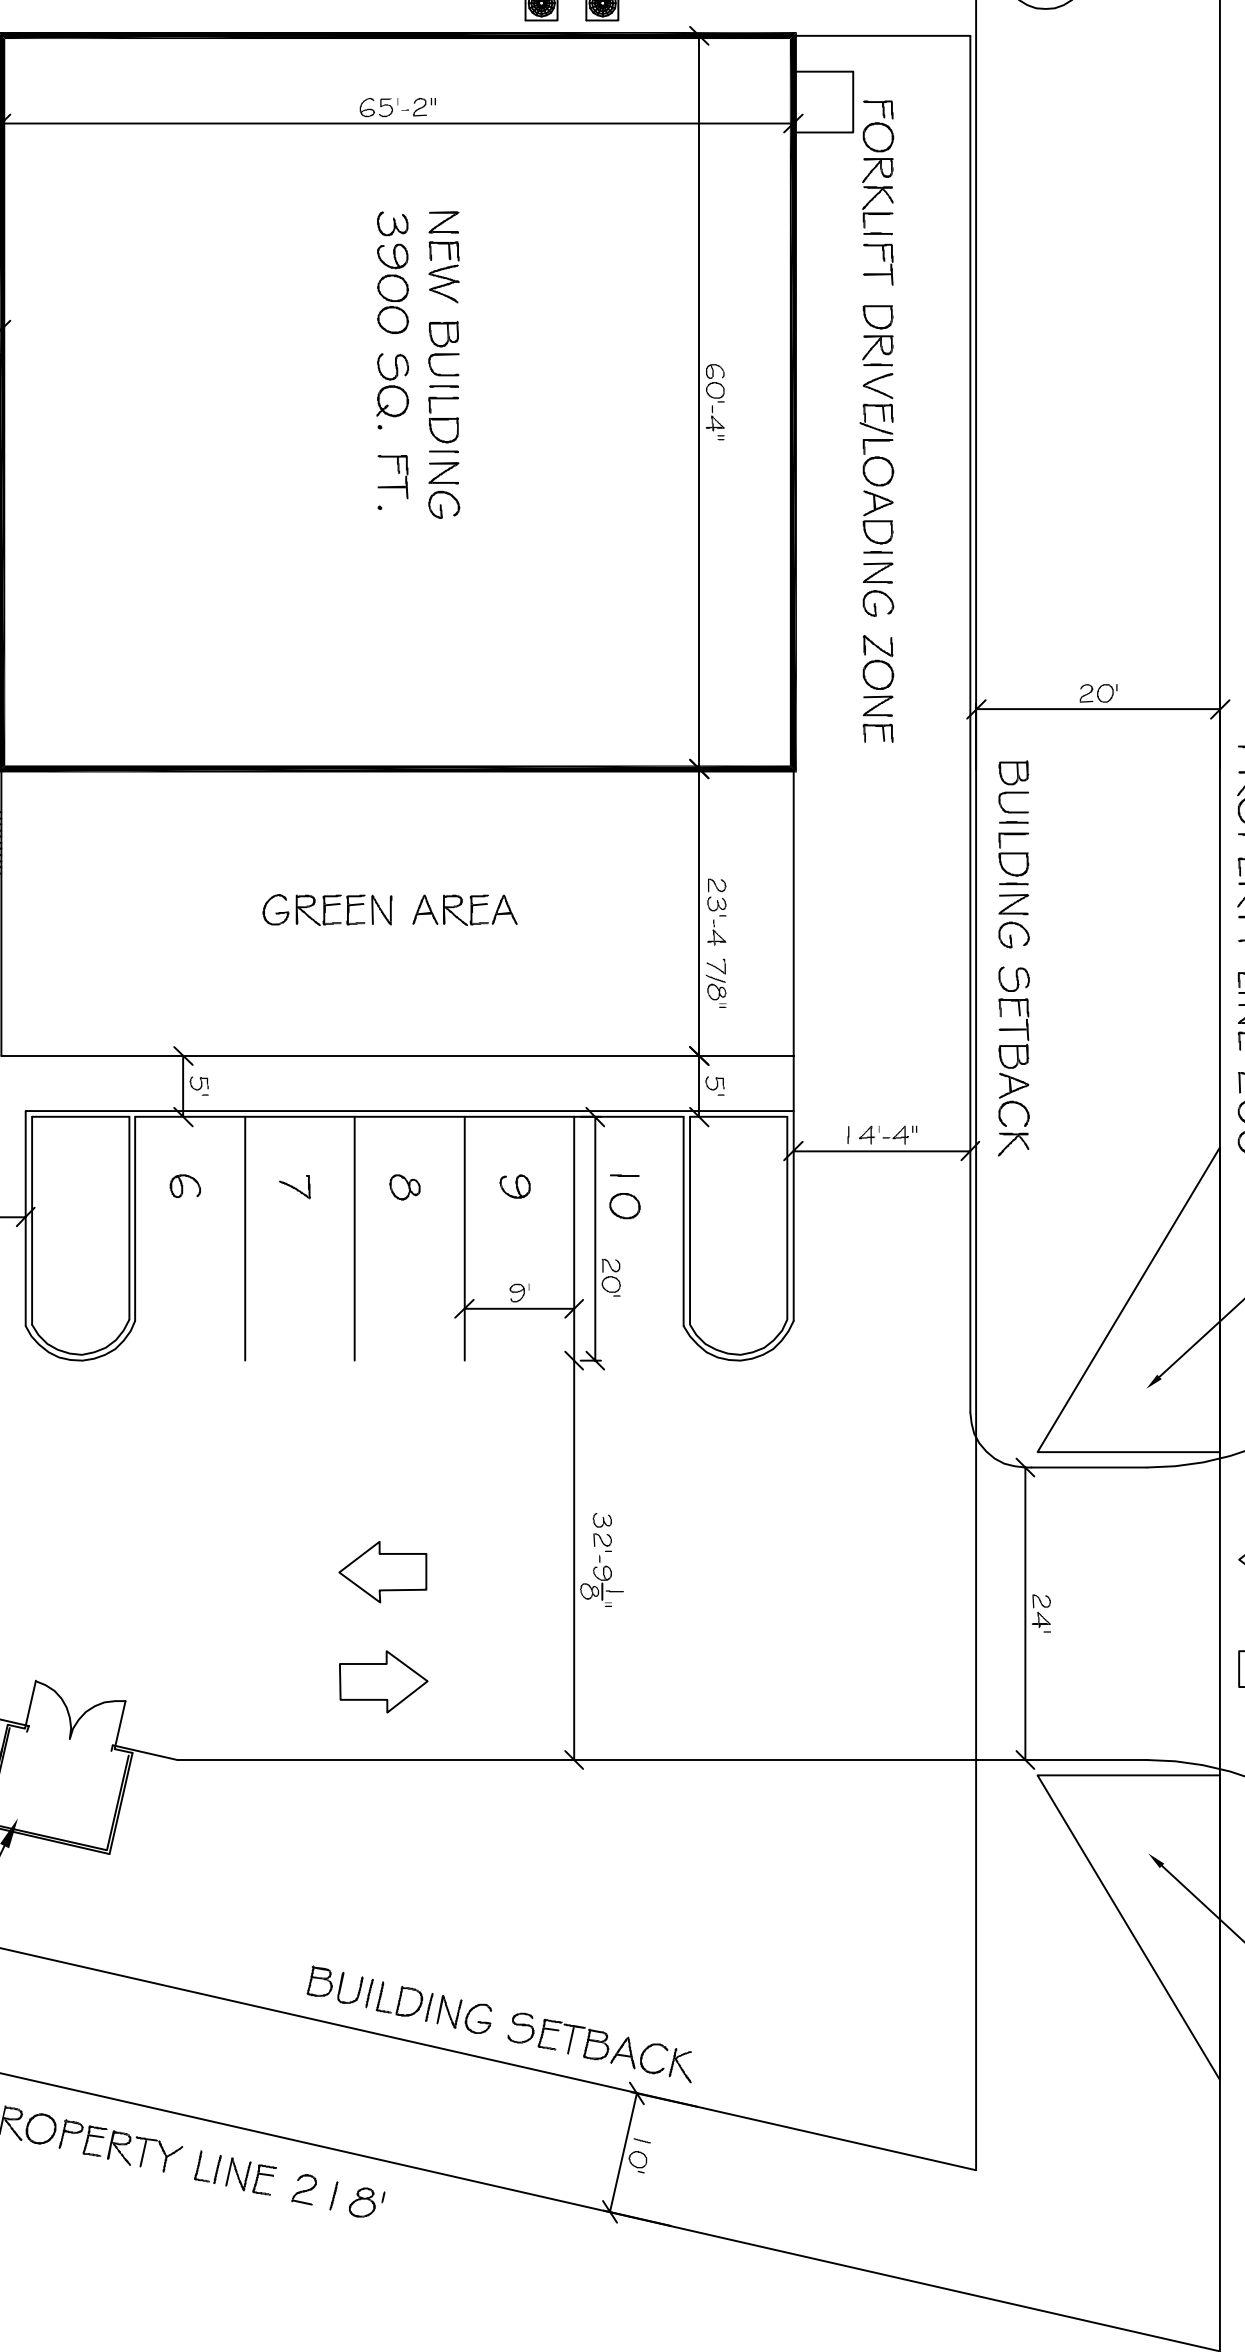 65'-2"
NEW BUILDING
3900 SQ. FT.
60'-4"
FORKLIFT DRIVE/LOADING ZONE
20'
BUILDING SETBACK
GREEN AREA
23'-4 7/8"
5'
5'
14'-4"
6
7
8
9
10
20'
9'
32'-9 1/8"
24'
BUILDING SETBACK
10'
ROPERTY LINE 218'